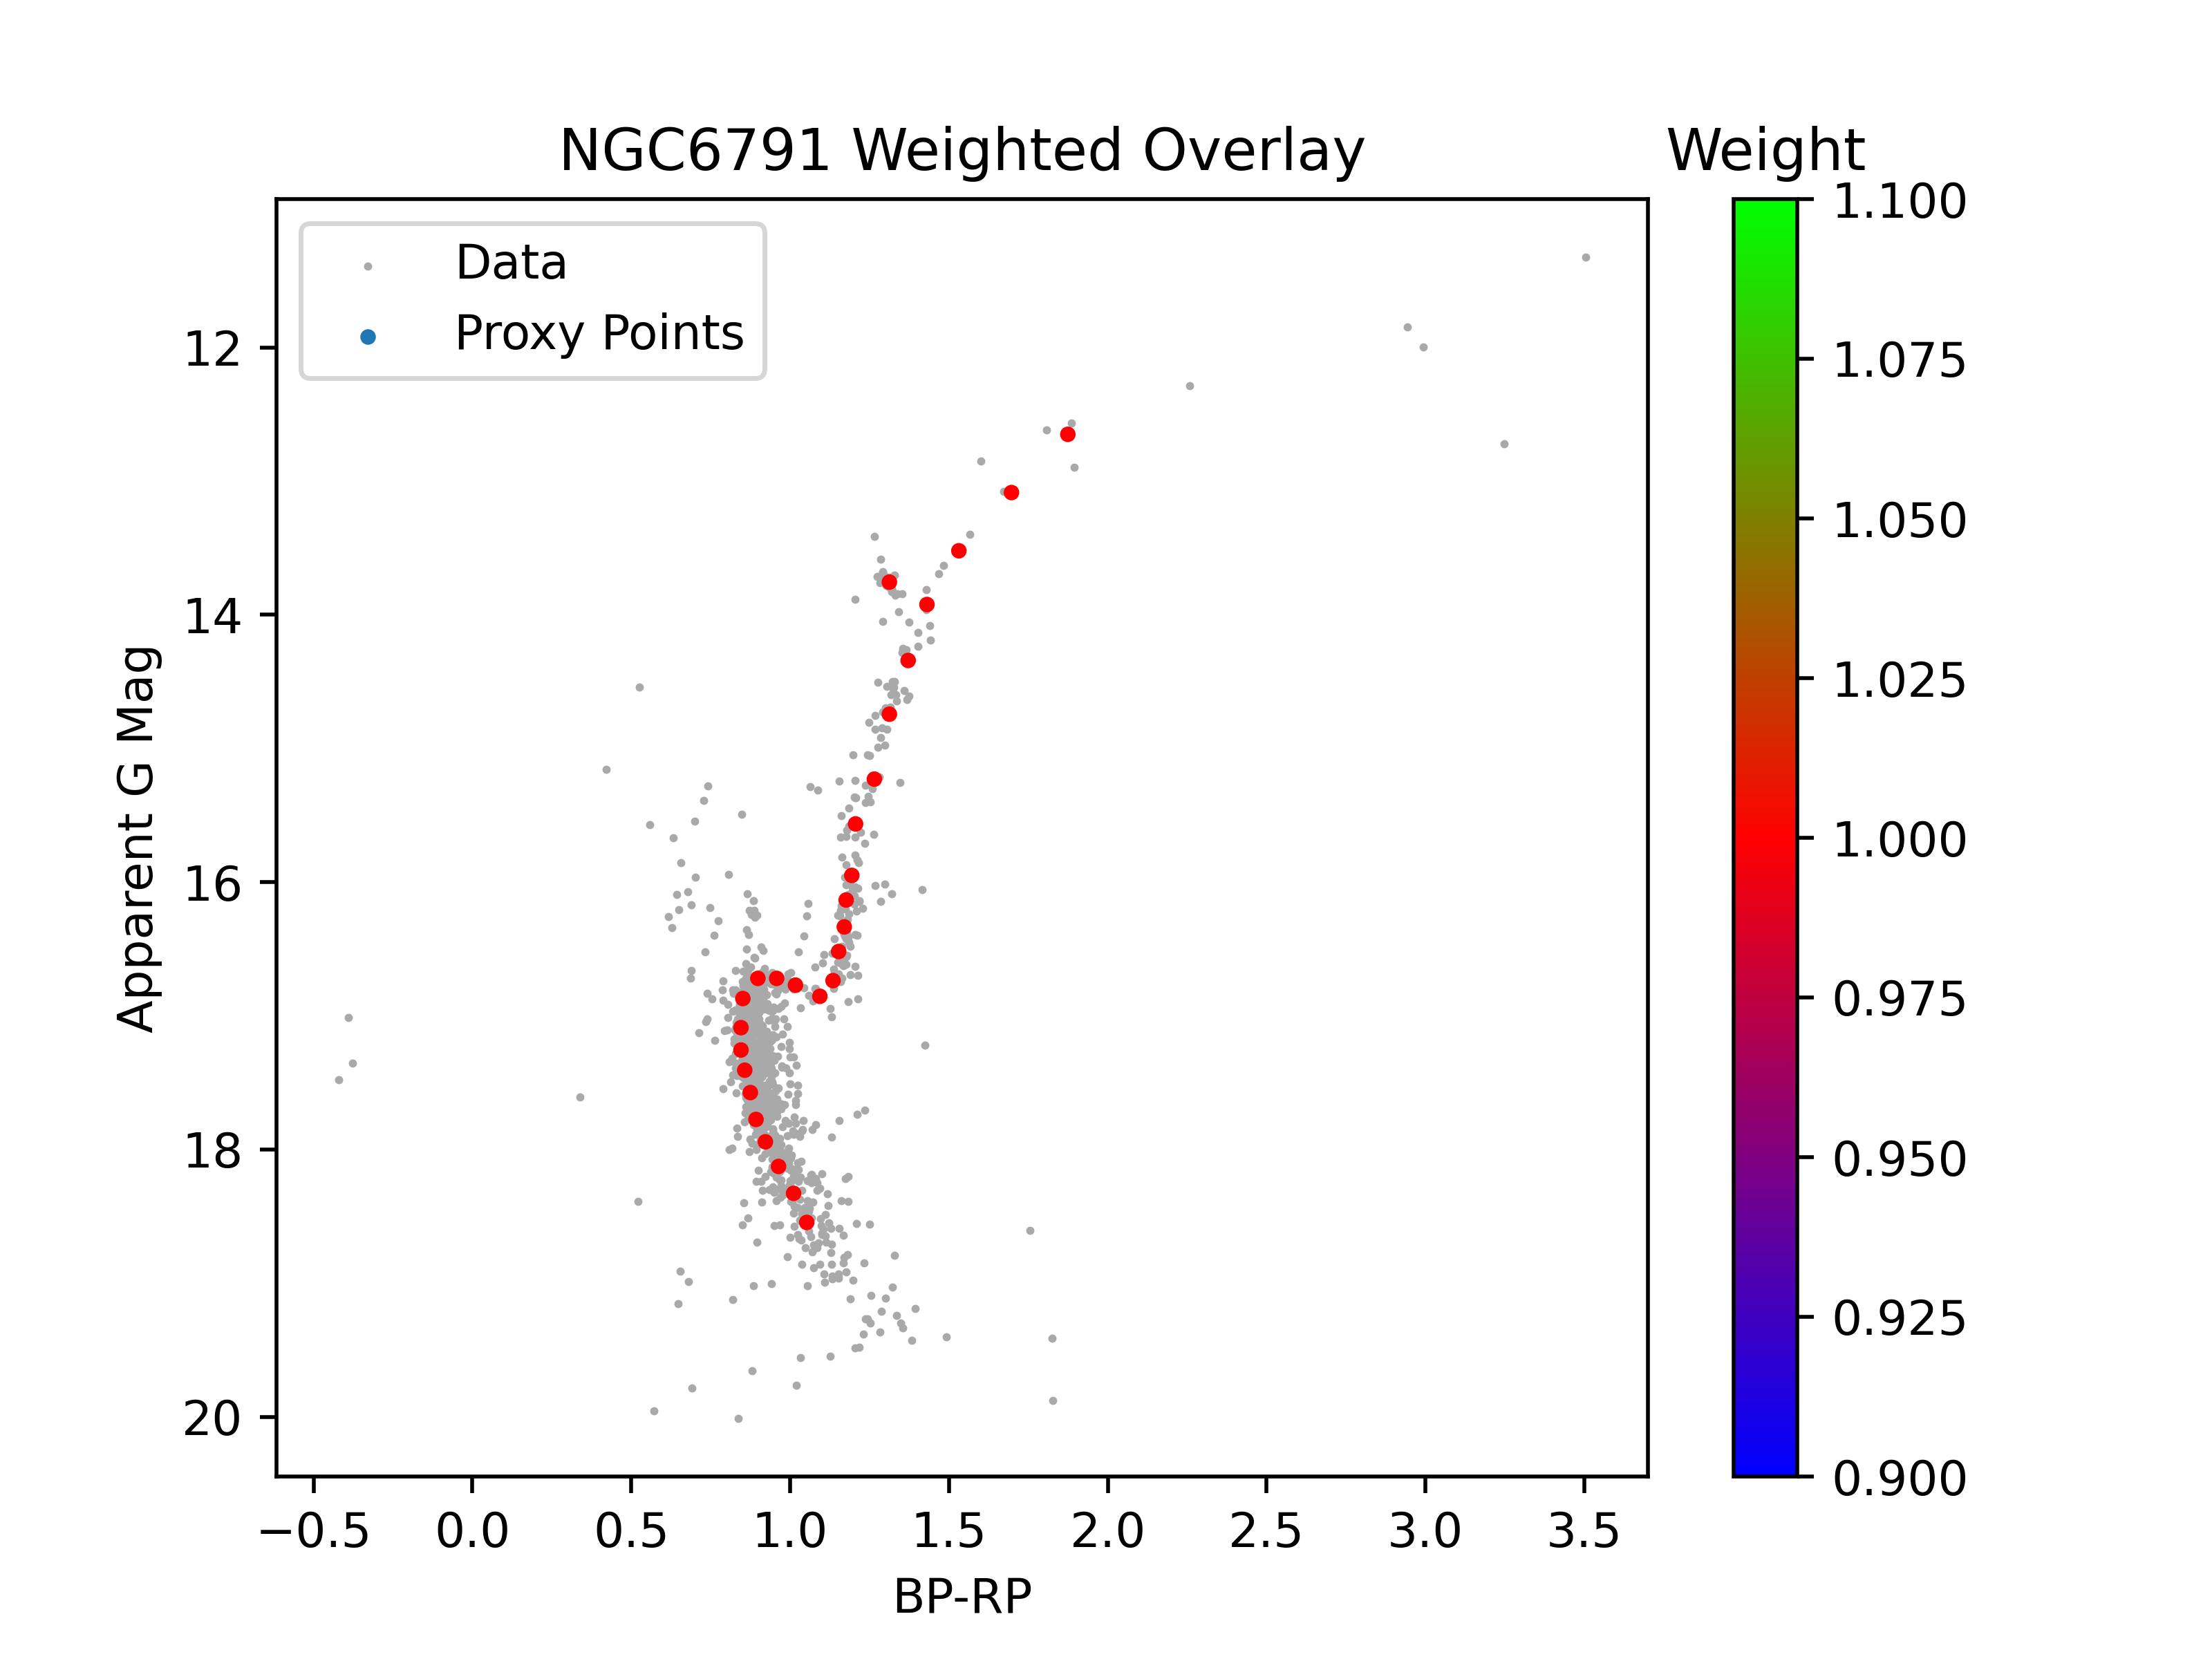 NGC6791 Weighted Overlay
Weight
Data
Proxy Points
12
14
16
18
20
Apparent G Mag
−0.5 0.0 0.5 1.0 1.5 2.0 2.5 3.0 3.5
BP-RP
1.100
1.075
1.050
1.025
1.000
0.975
0.950
0.925
0.900